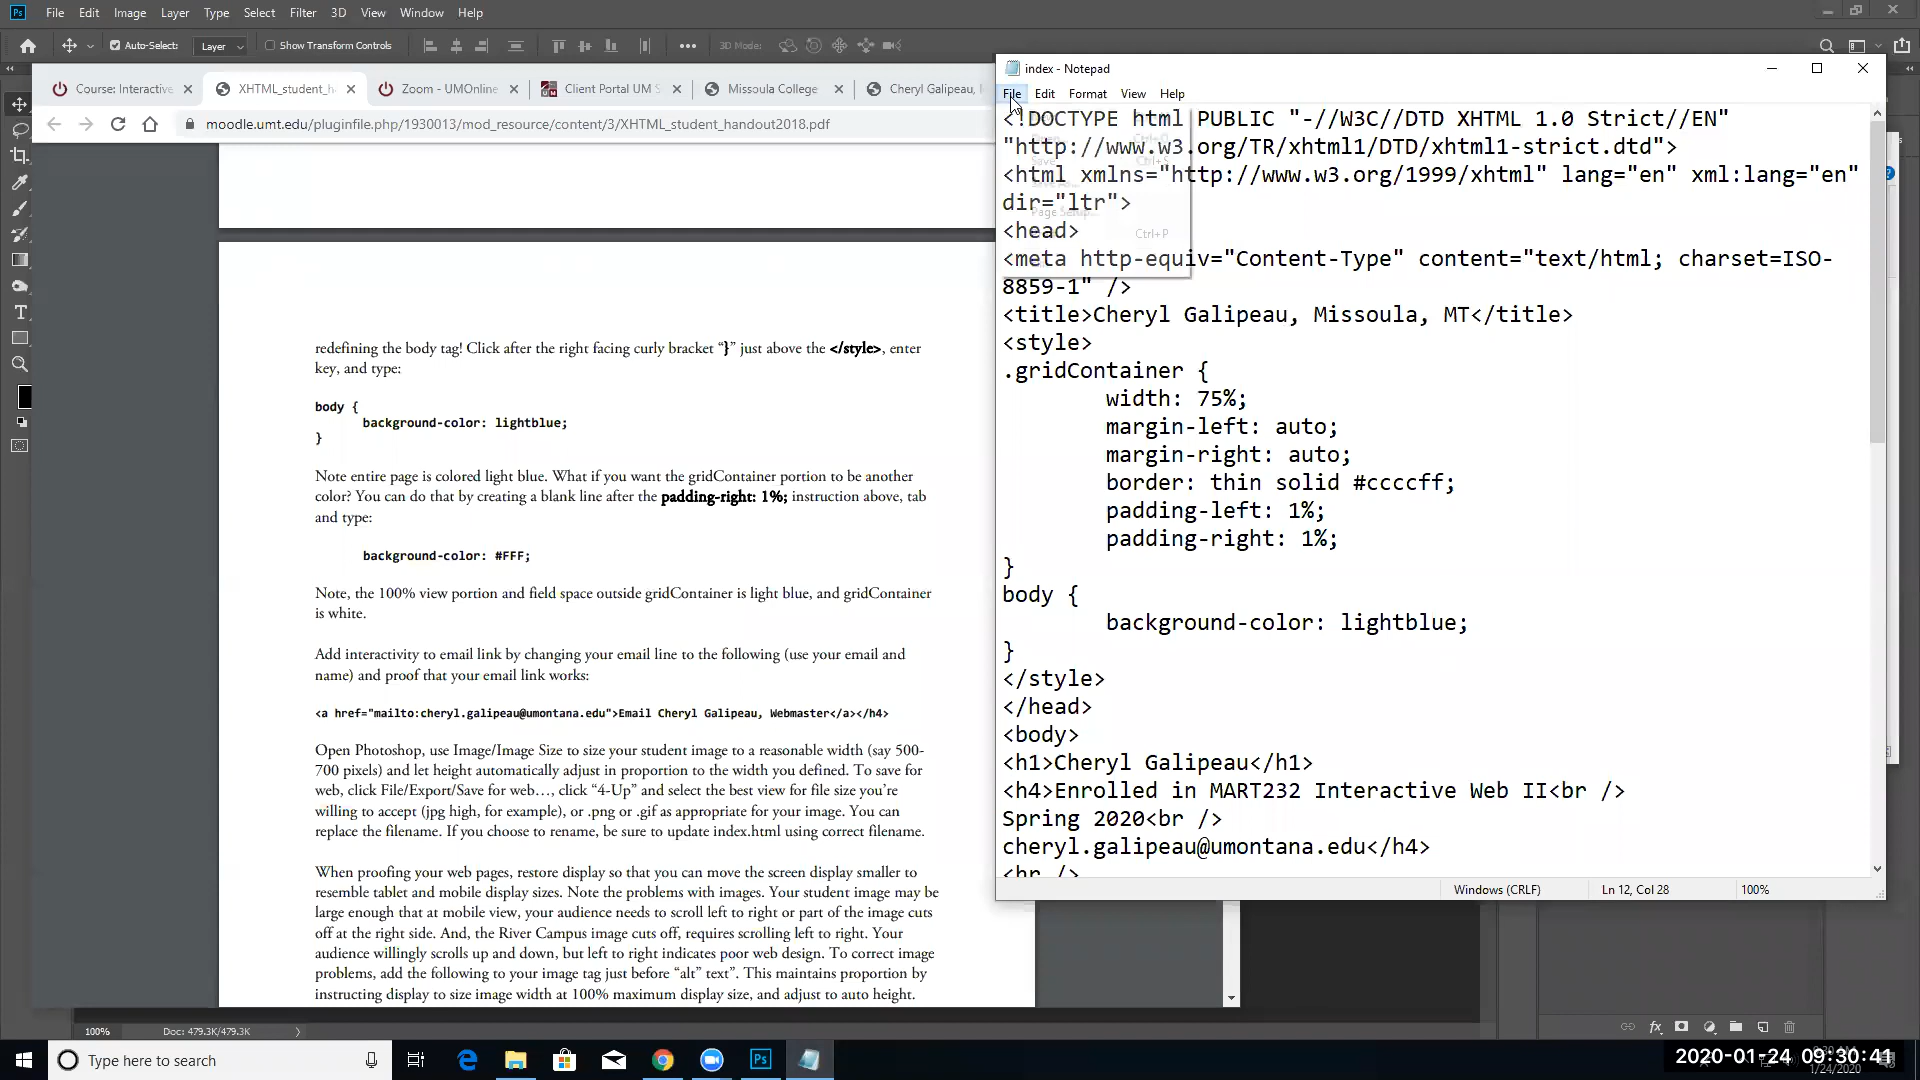 Ps File Edit Image Layer Type Select Filter 3D View Window Help
Auto-Select: Layer Show Transform Controls 3D Mode:
Course: Interactive XHTML_student_h Zoom - UMOnline Client Portal UM S Missoula College Cheryl Galipeau, I
moodle.umt.edu/pluginfile.php/1930013/mod_resource/content/3/XHTML_student_handout2018.pdf
redefining the body tag! Click after the right facing curly bracket “}” just above the </style>, enter
key, and type:
body {
background-color: lightblue;
}
Note entire page is colored light blue. What if you want the gridContainer portion to be another
color? You can do that by creating a blank line after the padding-right: 1%; instruction above, tab
and type:
background-color: #FFF;
Note, the 100% view portion and field space outside gridContainer is light blue, and gridContainer
is white.
Add interactivity to email link by changing your email line to the following (use your email and
name) and proof that your email link works:
<a href="mailto:cheryl.galipeau@umontana.edu">Email Cheryl Galipeau, Webmaster</a></h4>
Open Photoshop, use Image/Image Size to size your student image to a reasonable width (say 500-
700 pixels) and let height automatically adjust in proportion to the width you defined. To save for
web, click File/Export/Save for web…, click “4-Up” and select the best view for file size you’re
willing to accept (jpg high, for example), or .png or .gif as appropriate for your image. You can
replace the filename. If you choose to rename, be sure to update index.html using correct filename.
When proofing your web pages, restore display so that you can move the screen display smaller to
resemble tablet and mobile display sizes. Note the problems with images. Your student image may be
large enough that at mobile view, your audience needs to scroll left to right or part of the image cuts
off at the right side. And, the River Campus image cuts off, requires scrolling left to right. Your
audience willingly scrolls up and down, but left to right indicates poor web design. To correct image
problems, add the following to your image tag just before “alt” text”. This maintains proportion by
instructing display to size image width at 100% maximum display size, and adjust to auto height.
index - Notepad
File Edit Format View Help
<!DOCTYPE html PUBLIC "-//W3C//DTD XHTML 1.0 Strict//EN"
"http://www.w3.org/TR/xhtml1/DTD/xhtml1-strict.dtd">
<html xmlns="http://www.w3.org/1999/xhtml" lang="en" xml:lang="en"
dir="ltr">
<head>
<meta http-equiv="Content-Type" content="text/html; charset=ISO-
8859-1" />
<title>Cheryl Galipeau, Missoula, MT</title>
<style>
.gridContainer {
width: 75%;
margin-left: auto;
margin-right: auto;
border: thin solid #ccccff;
padding-left: 1%;
padding-right: 1%;
}
body {
background-color: lightblue;
}
</style>
</head>
<body>
<h1>Cheryl Galipeau</h1>
<h4>Enrolled in MART232 Interactive Web II<br />
Spring 2020<br />
cheryl.galipeau@umontana.edu</h4>
<hr />
Ctrl+O
Save Ctrl+S
Save As...
Page Setup...
Ctrl+P
Windows (CRLF) Ln 12, Col 28 100%
100% Doc: 479.3K/479.3K
Type here to search
Ps
2020-01-24 09:30:41
1/24/2020